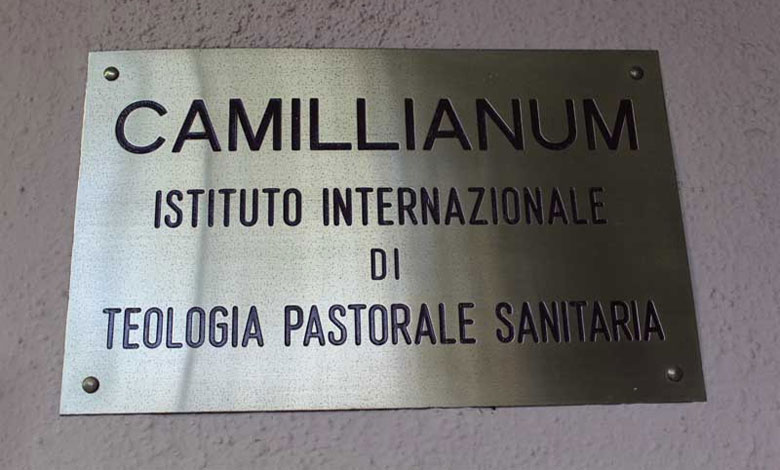 CAMILLIANUM
ISTITUTO INTERNAZIONALE
DI
TEOLOGIA PASTORALE SANITARIA